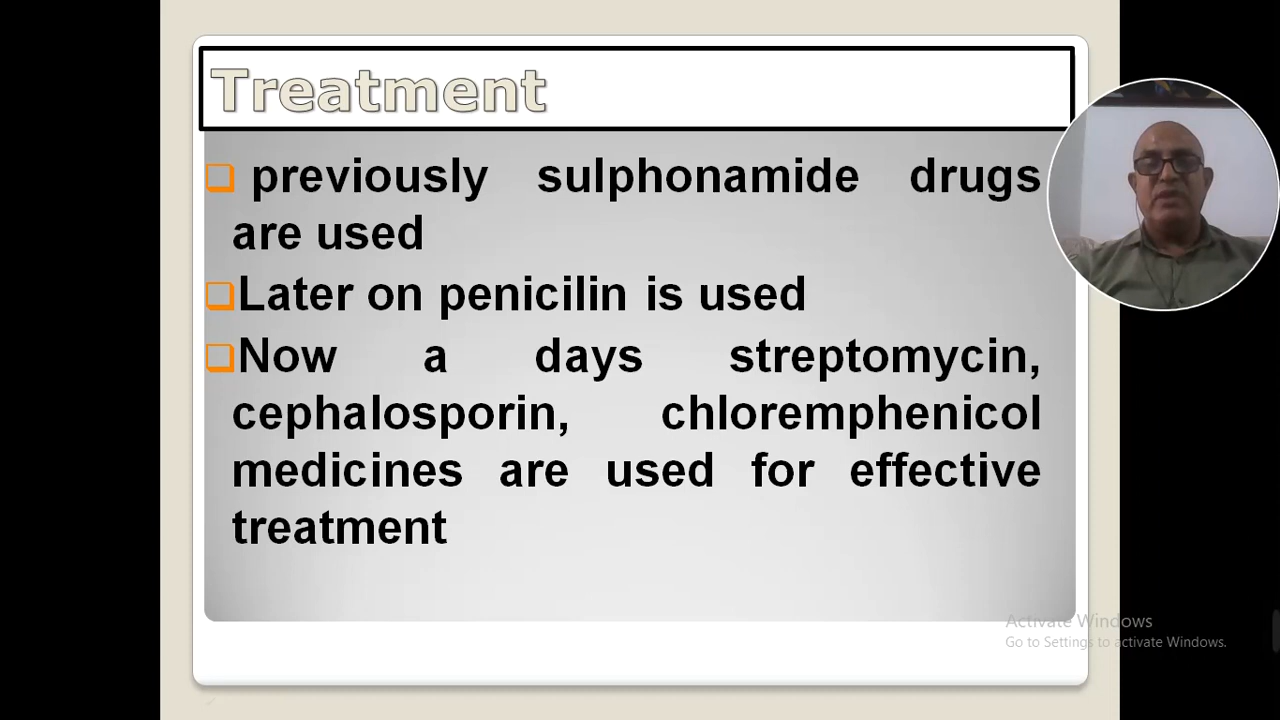 Treatment
previously sulphonamide drugs
are used
Later on penicilin is used
Now a days streptomycin,
cephalosporin, chloremphenicol
medicines are used for effective
treatment
Activate Windows
Go to Settings to activate Windows.